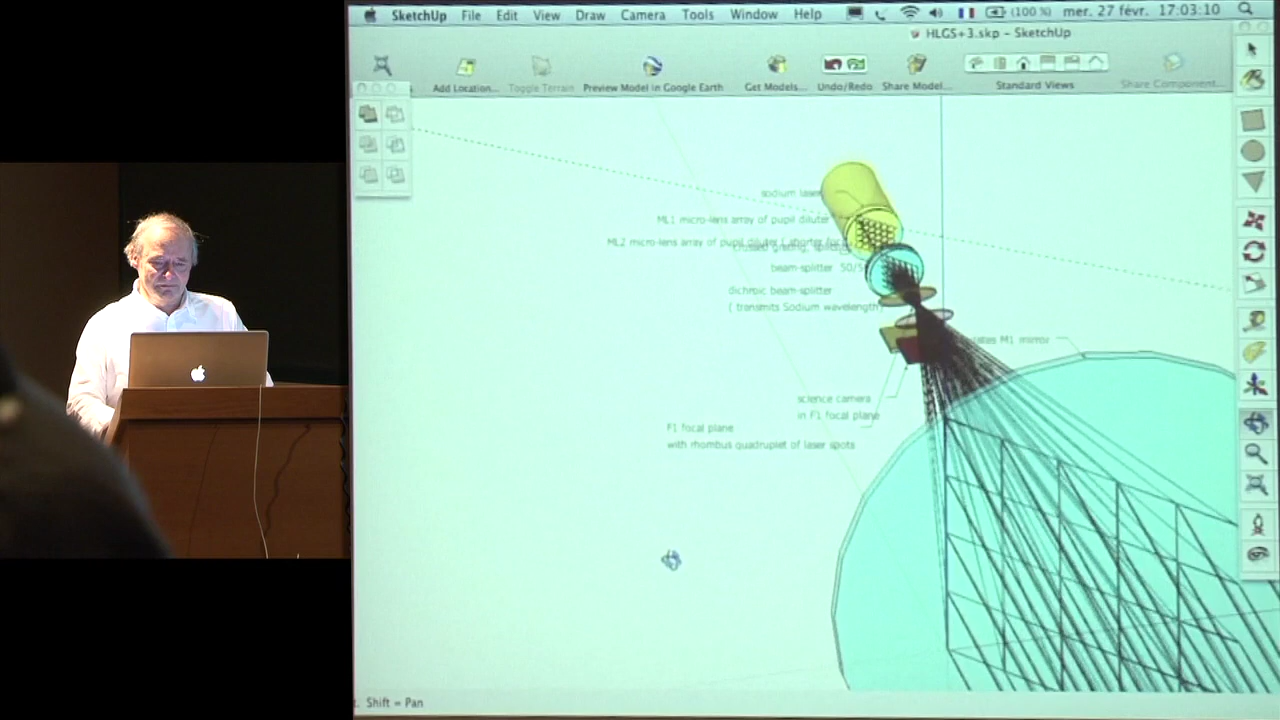 SketchUp File Edit View Draw Camera Tools Window Help (100 %) mer. 27 févr. 17:03:10
HLGS+3.skp - SketchUp
Add Location... Toggle Terrain Preview Model in Google Earth Get Models... Undo/Redo Share Model... Standard Views Share Component...
sodium laser
ML1 micro-lens array of pupil diluter
ML2 micro-lens array of pupil diluter ( shorter for
beam-splitter 50/5
dichroic beam-splitter
( transmits Sodium wavelength)
M1 mirror
science camera
in F1 focal plane
F1 focal plane
with rhombus quadruplet of laser spots
. Shift = Pan